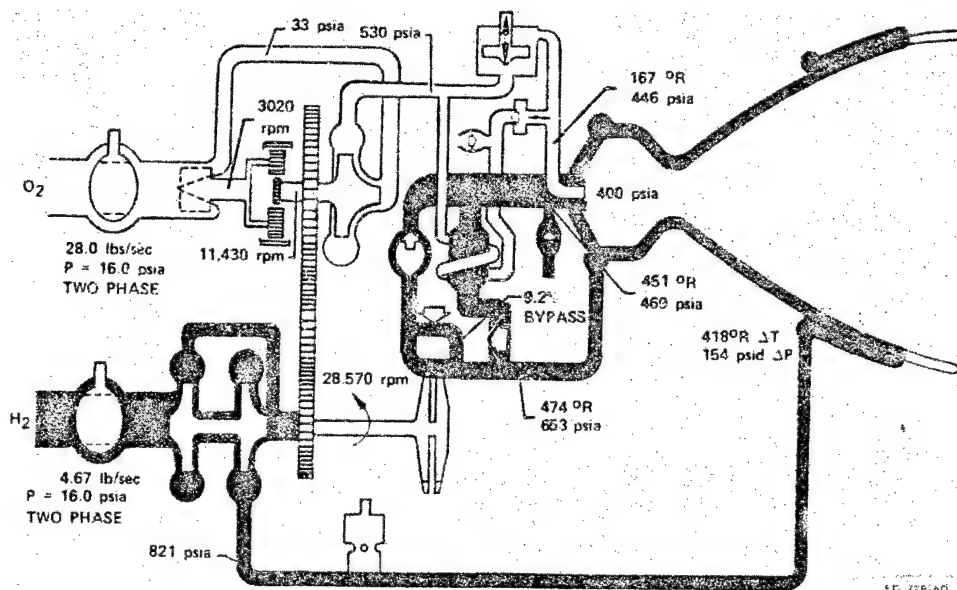 33 psia
530 psia
3020
rpm
167 °R
446 psia
O2
400 psia
11,430 rpm
28.0 lbs/sec
P = 16.0 psia
TWO PHASE
451 °R
469 psia
9.2%
BYPASS
418°R ΔT
154 psid ΔP
28.570 rpm
H2
474 °R
653 psia
4.67 lb/sec
P = 16.0 psia
TWO PHASE
821 psia